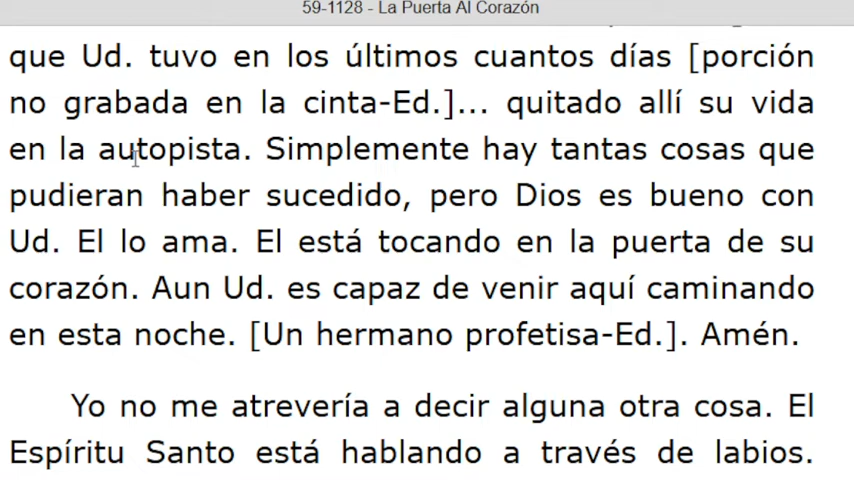 59-1128 - La Puerta Al Corazón
que Ud. tuvo en los últimos cuantos días [porción
no grabada en la cinta-Ed.]... quitado allí su vida
en la autopista. Simplemente hay tantas cosas que
pudieran haber sucedido, pero Dios es bueno con
Ud. El lo ama. El está tocando en la puerta de su
corazón. Aun Ud. es capaz de venir aquí caminando
en esta noche. [Un hermano profetisa-Ed.]. Amén.
Yo no me atrevería a decir alguna otra cosa. El
Espíritu Santo está hablando a través de labios.